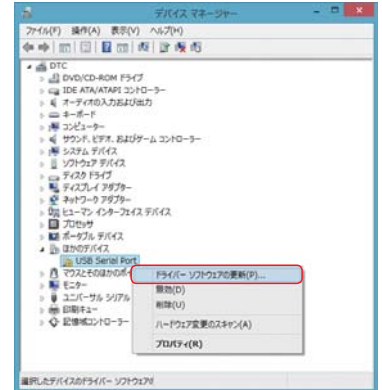 デバイス マネージャー
ファイル(F) 操作(A) 表示(V) ヘルプ(H)
DTC
DVD/CD-ROM ドライブ
IDE ATA/ATAPI コントローラー
オーディオの入力および出力
キーボード
コンピューター
サウンド、ビデオ、およびゲーム コントローラー
システム デバイス
ソフトウェア デバイス
ディスク ドライブ
ディスプレイ アダプター
ネットワーク アダプター
ヒューマン インターフェイス デバイス
プロセッサ
ポータブル デバイス
ほかのデバイス
USB Serial Port
マウスとそのほかのポ
モニター
ユニバーサル シリアル
印刷キュー
記憶域コントローラー
ドライバー ソフトウェアの更新(P)...
無効(D)
削除(U)
ハードウェア変更のスキャン(A)
プロパティ(R)
選択したデバイスのドライバー ソフトウェアの